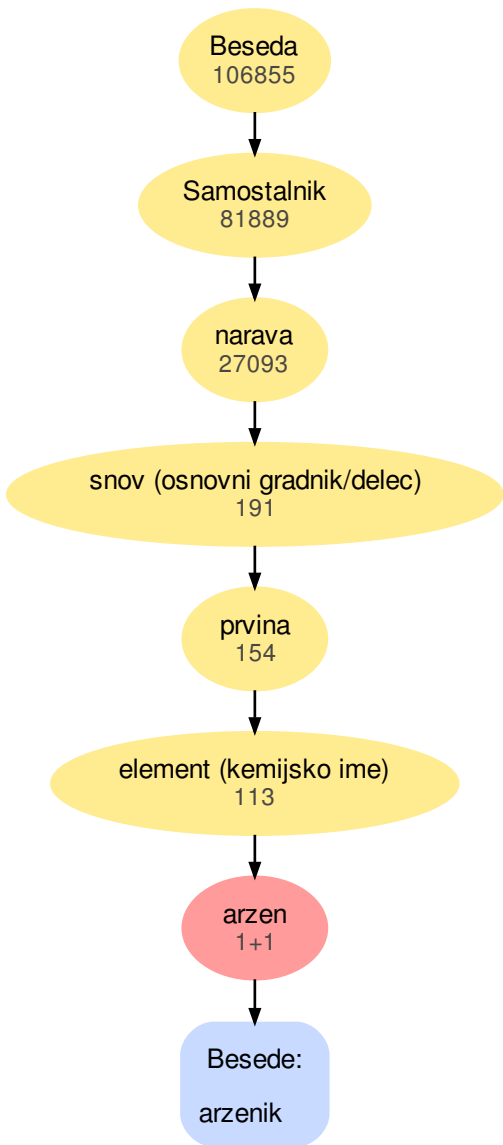 Beseda
106855
Samostalnik
81889
narava
27093
snov (osnovni gradnik/delec)
191
prvina
154
element (kemijsko ime)
113
arzen
1+1
Besede:
arzenik